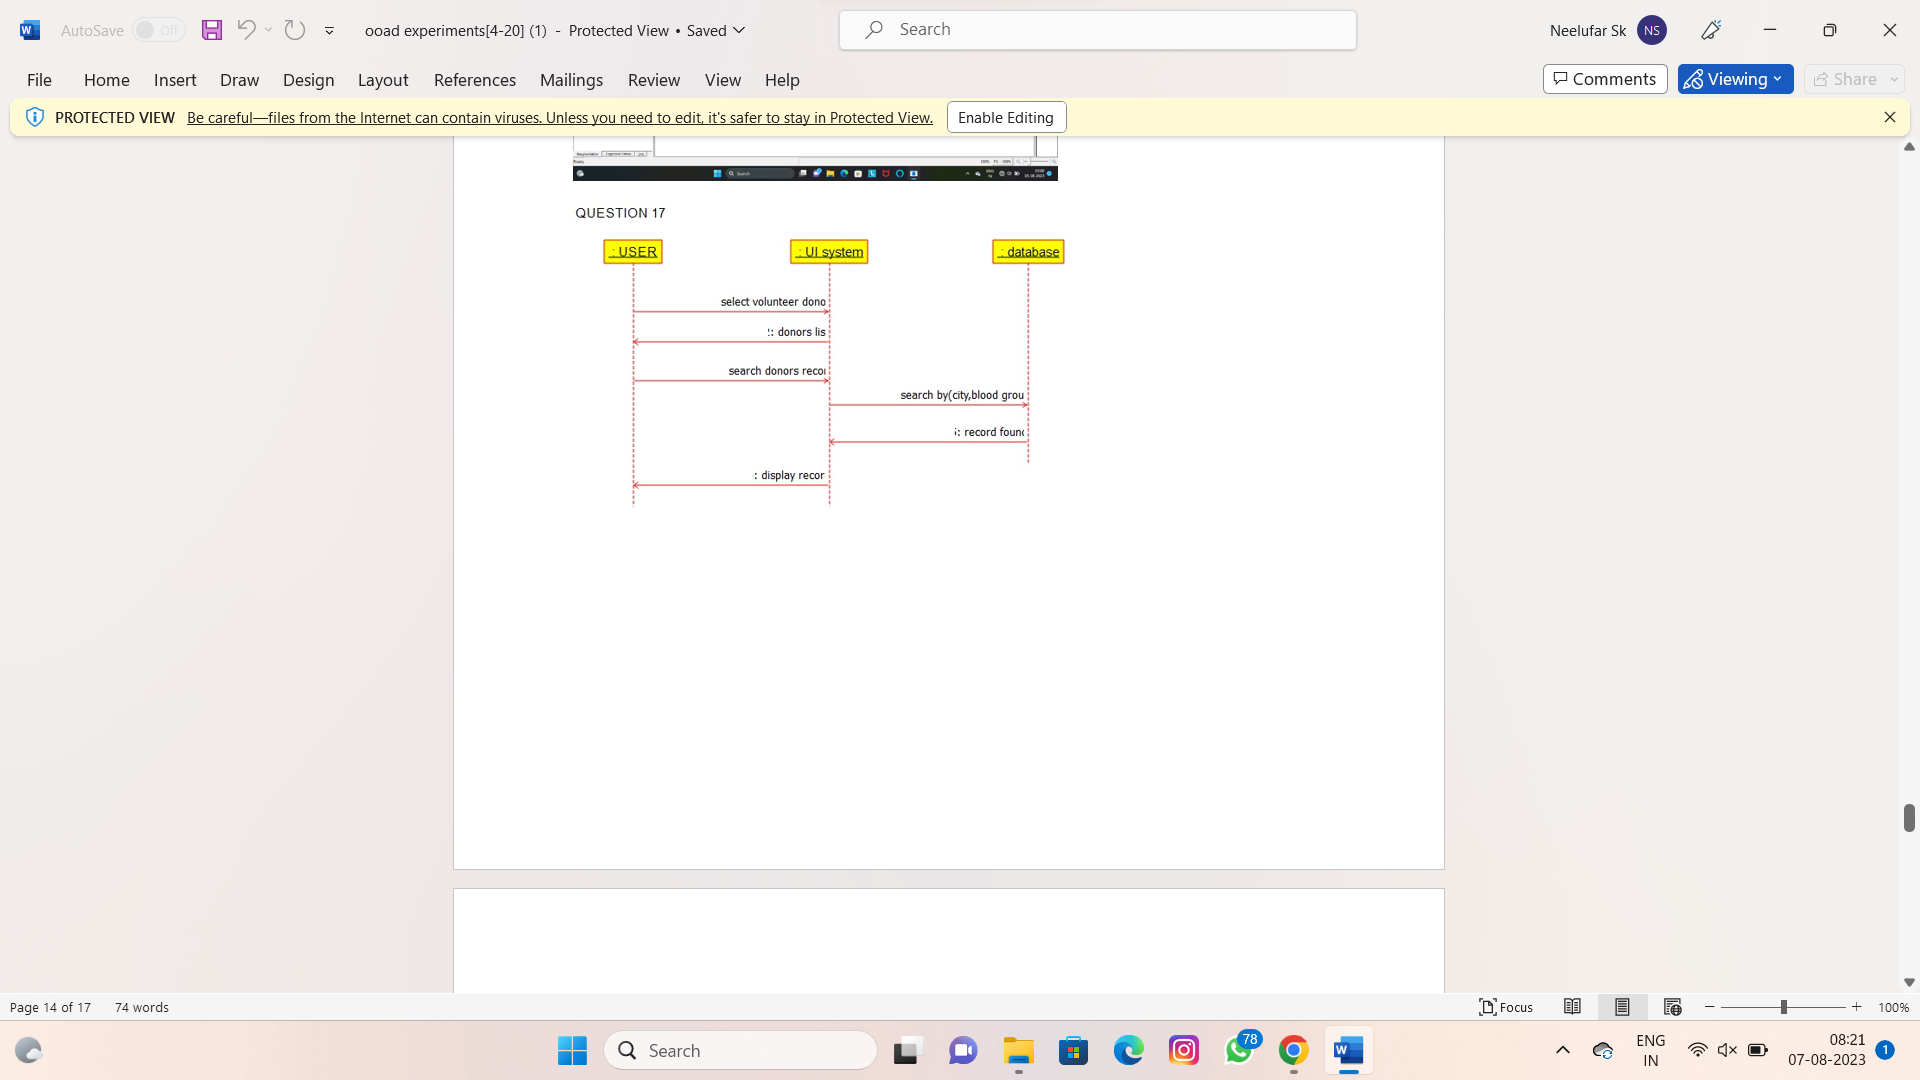 AutoSave Off ooad experiments[4-20] (1) - Protected View • Saved Search Neelufar Sk NS
File Home Insert Draw Design Layout References Mailings Review View Help Comments Viewing Share
PROTECTED VIEW Be careful—files from the Internet can contain viruses. Unless you need to edit, it's safer to stay in Protected View. Enable Editing
Search
QUESTION 17
: USER : UI system : database
select volunteer dono
: donors lis
search donors recor
search by(city,blood grou
: record found
: display recor
Page 14 of 17 74 words Focus 100%
Search 78 ENG IN 08:21 07-08-2023 1